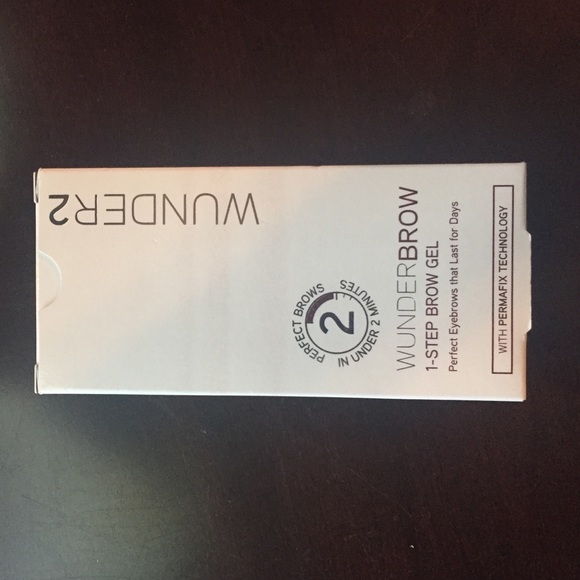 WUNDER2
PERFECT BROWS
2
IN UNDER 2 MINUTES
WUNDERBROW
1-STEP BROW GEL
Perfect Eyebrows that Last for Days
WITH PERMAFIX TECHNOLOGY